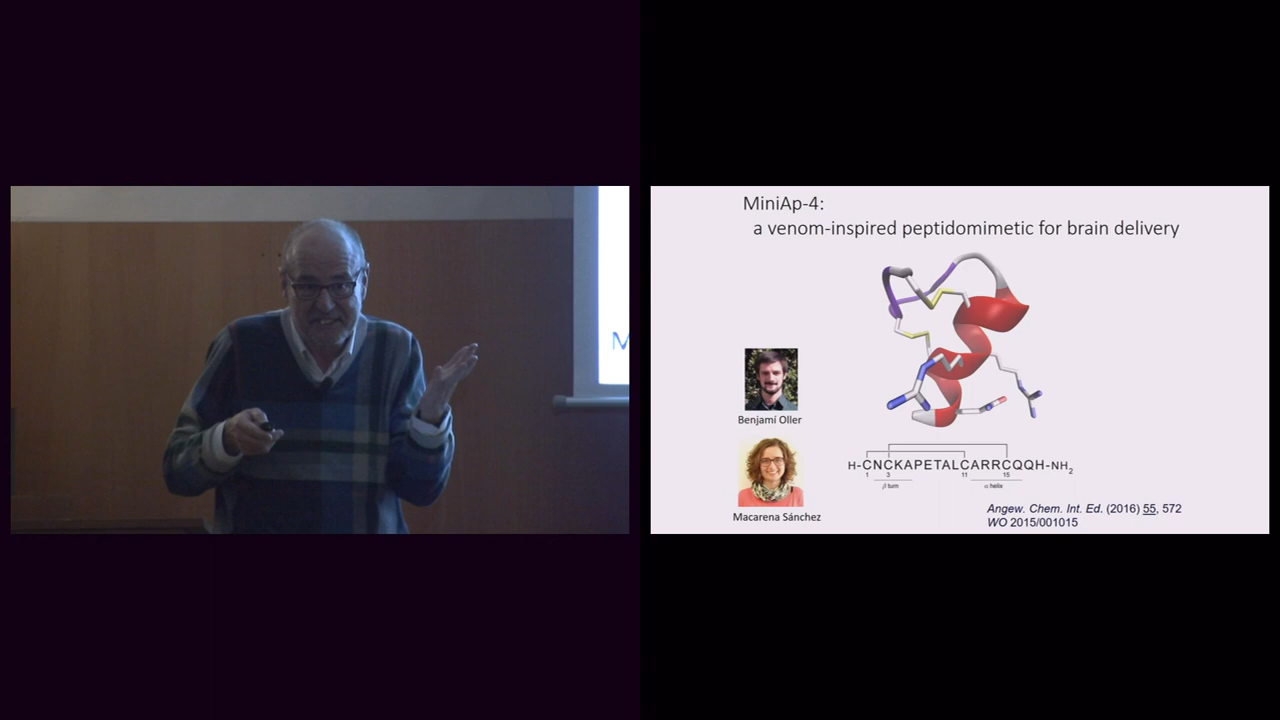 M
MiniAp-4:
a venom-inspired peptidomimetic for brain delivery
Benjamí Oller
Macarena Sánchez
H-CNCKAPETALCARRCQQH-NH2
1 3 11 15
β turn α helix
Angew. Chem. Int. Ed. (2016) 55, 572
WO 2015/001015